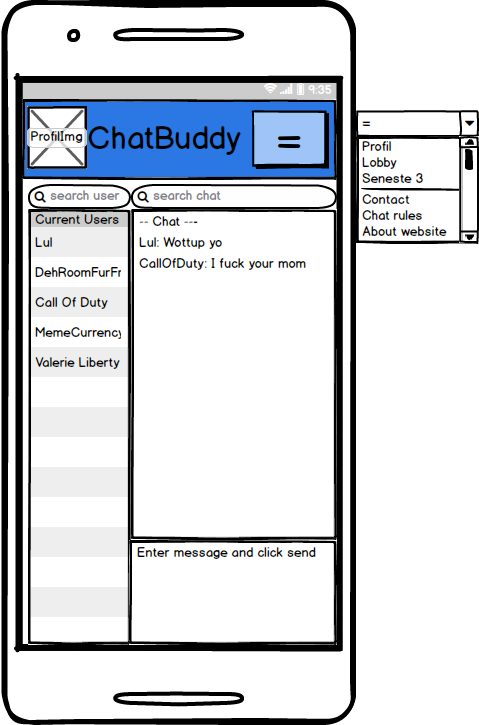 9:35
ProfilImg
ChatBuddy
=
search user
search chat
Current Users
Lul
DehRoomFurFr
Call Of Duty
MemeCurrency
Valerie Liberty
-- Chat ---
Lul: Wottup yo
CallOfDuty: I fuck your mom
Enter message and click send
=
Profil
Lobby
Seneste 3
Contact
Chat rules
About website